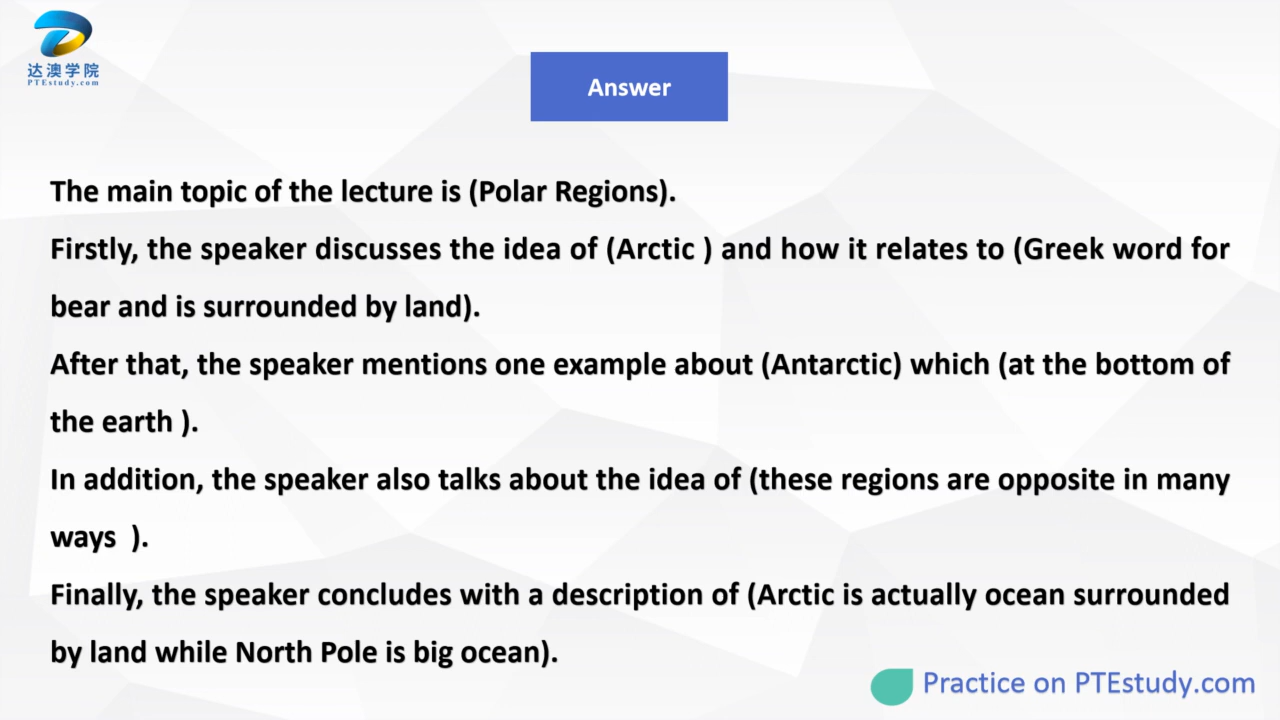 达澳学院
PTEstudy.com
Answer
The main topic of the lecture is (Polar Regions).
Firstly, the speaker discusses the idea of (Arctic ) and how it relates to (Greek word for
bear and is surrounded by land).
After that, the speaker mentions one example about (Antarctic) which (at the bottom of
the earth ).
In addition, the speaker also talks about the idea of (these regions are opposite in many
ways  ).
Finally, the speaker concludes with a description of (Arctic is actually ocean surrounded
by land while North Pole is big ocean).
Practice on PTEstudy.com